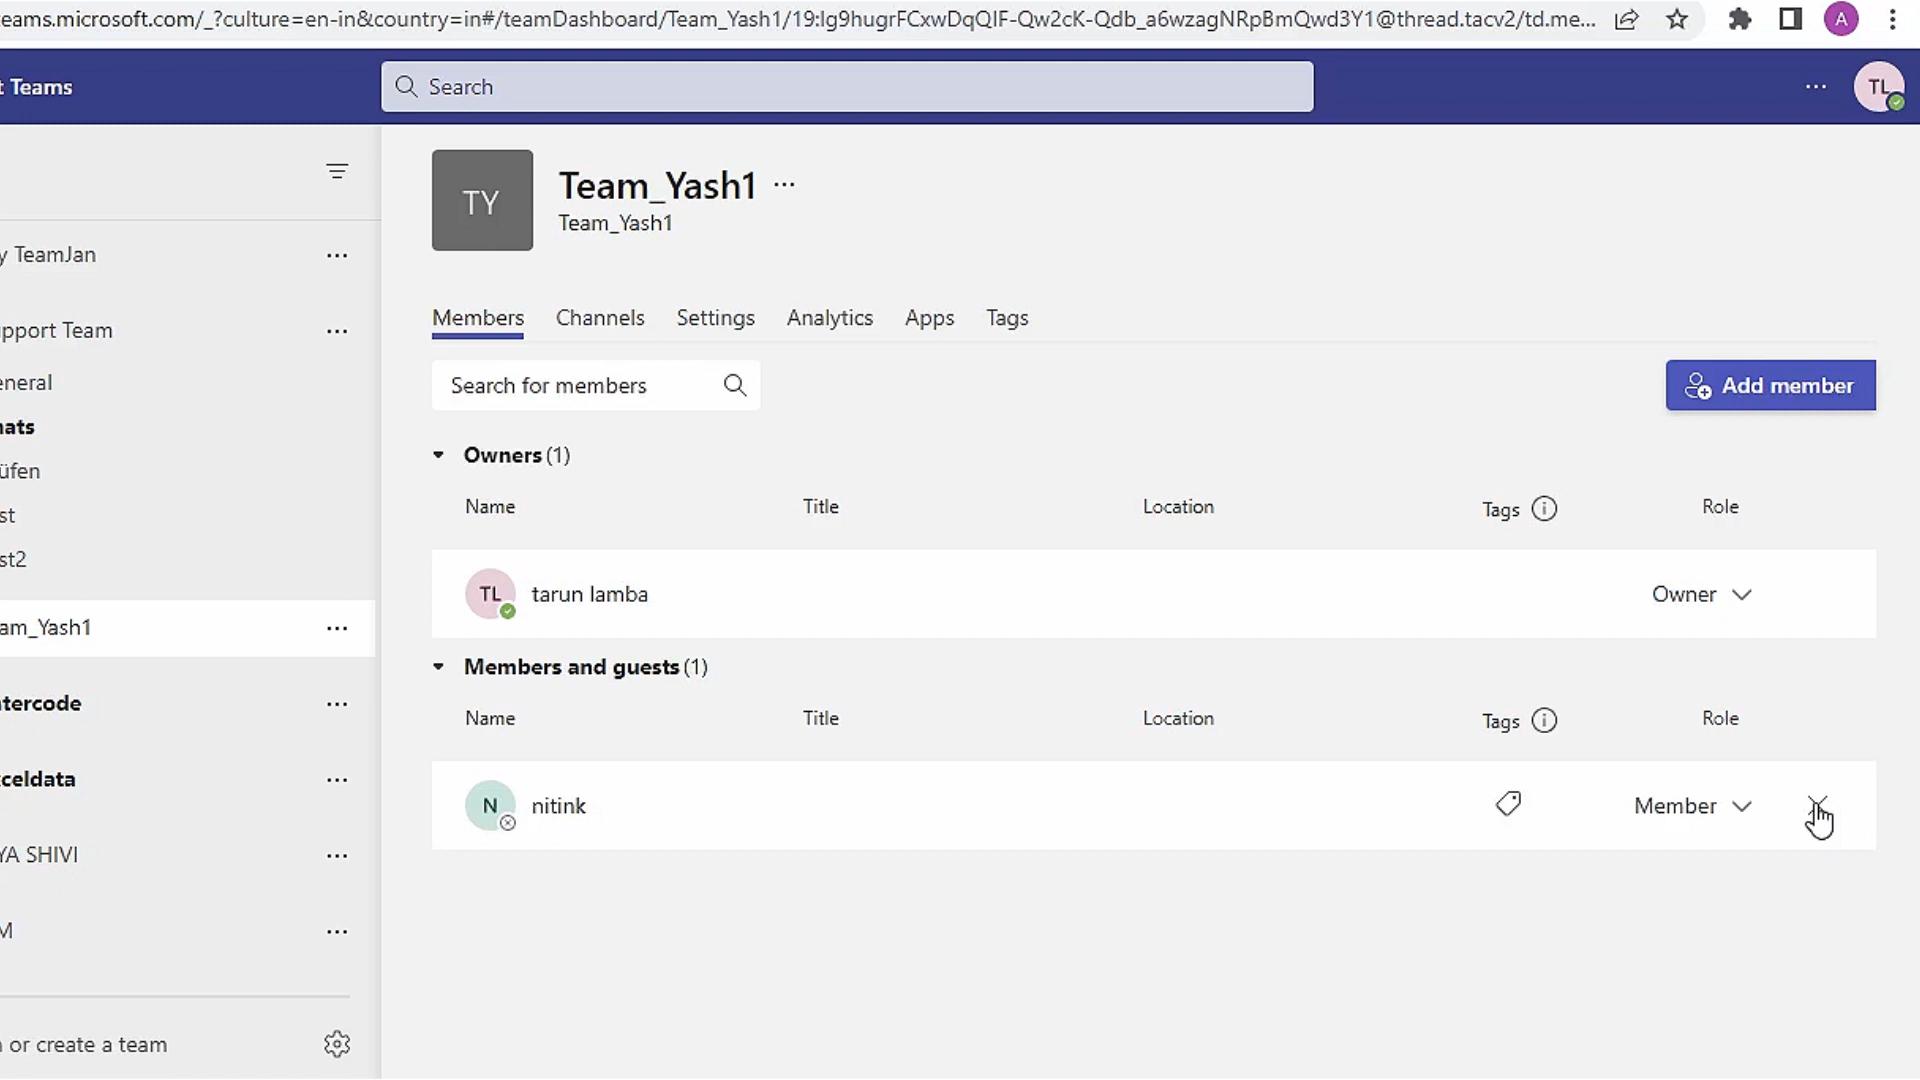 teams.microsoft.com/_?culture=en-in&country=in#/teamDashboard/Team_Yash1/19:lg9hugrFCxwDqQIF-Qw2cK-Qdb_a6wzagNRpBmQwd3Y1@thread.tacv2/td.me...
A
t Teams
Search
TL
y TeamJan
pport Team
eneral
hats
üfen
st
st2
am_Yash1
ntercode
celdata
YA SHIVI
M
or create a team
TY
Team_Yash1
Team_Yash1
Members Channels Settings Analytics Apps Tags
Search for members
Add member
Owners (1)
Name Title Location Tags Role
TL tarun lamba Owner
Members and guests (1)
Name Title Location Tags Role
N nitink Member